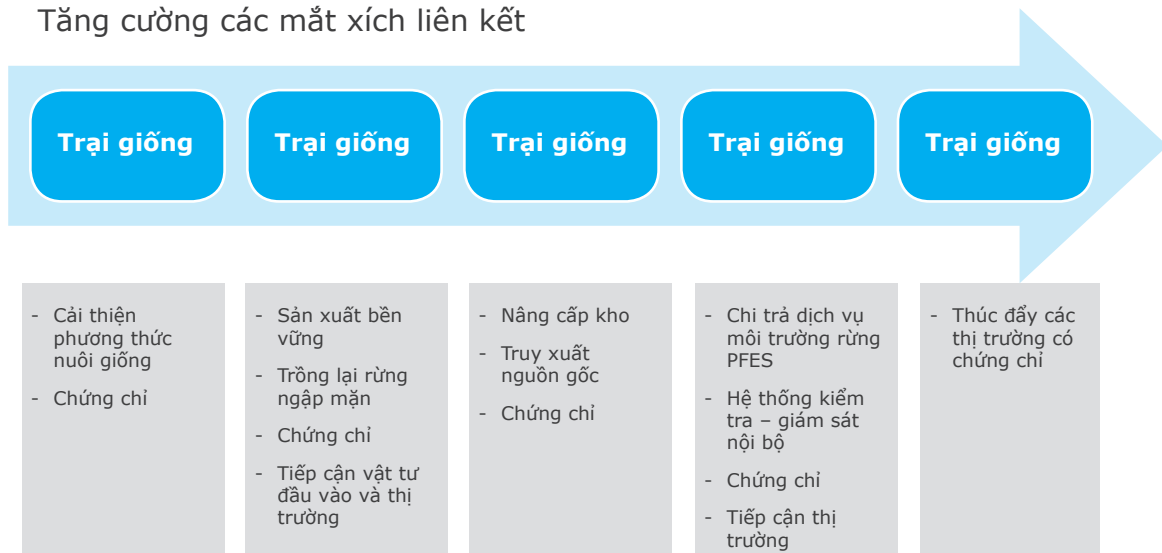 Tăng cường các mắt xích liên kết
Trại giống
Trại giống
Trại giống
Trại giống
Trại giống
- Cải thiện
phương thức
nuôi giống
- Chứng chỉ
- Sản xuất bền
vững
- Trồng lại rừng
ngập mặn
- Chứng chỉ
- Tiếp cận vật tư
đầu vào và thị
trường
- Nâng cấp kho
- Truy xuất
nguồn gốc
- Chứng chỉ
- Chi trả dịch vụ
môi trường rừng
PFES
- Hệ thống kiểm
tra – giám sát
nội bộ
- Chứng chỉ
- Tiếp cận thị
trường
- Thúc đẩy các
thị trường có
chứng chỉ